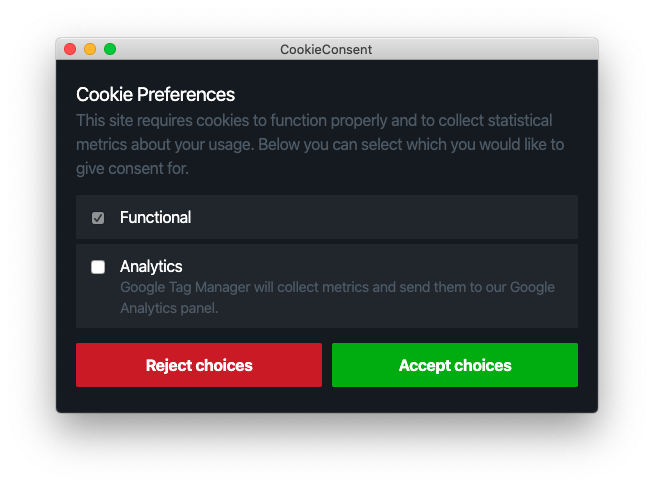 CookieConsent
Cookie Preferences
This site requires cookies to function properly and to collect statistical
metrics about your usage. Below you can select which you would like to
give consent for.
Functional
Analytics
Google Tag Manager will collect metrics and send them to our Google
Analytics panel.
Reject choices
Accept choices